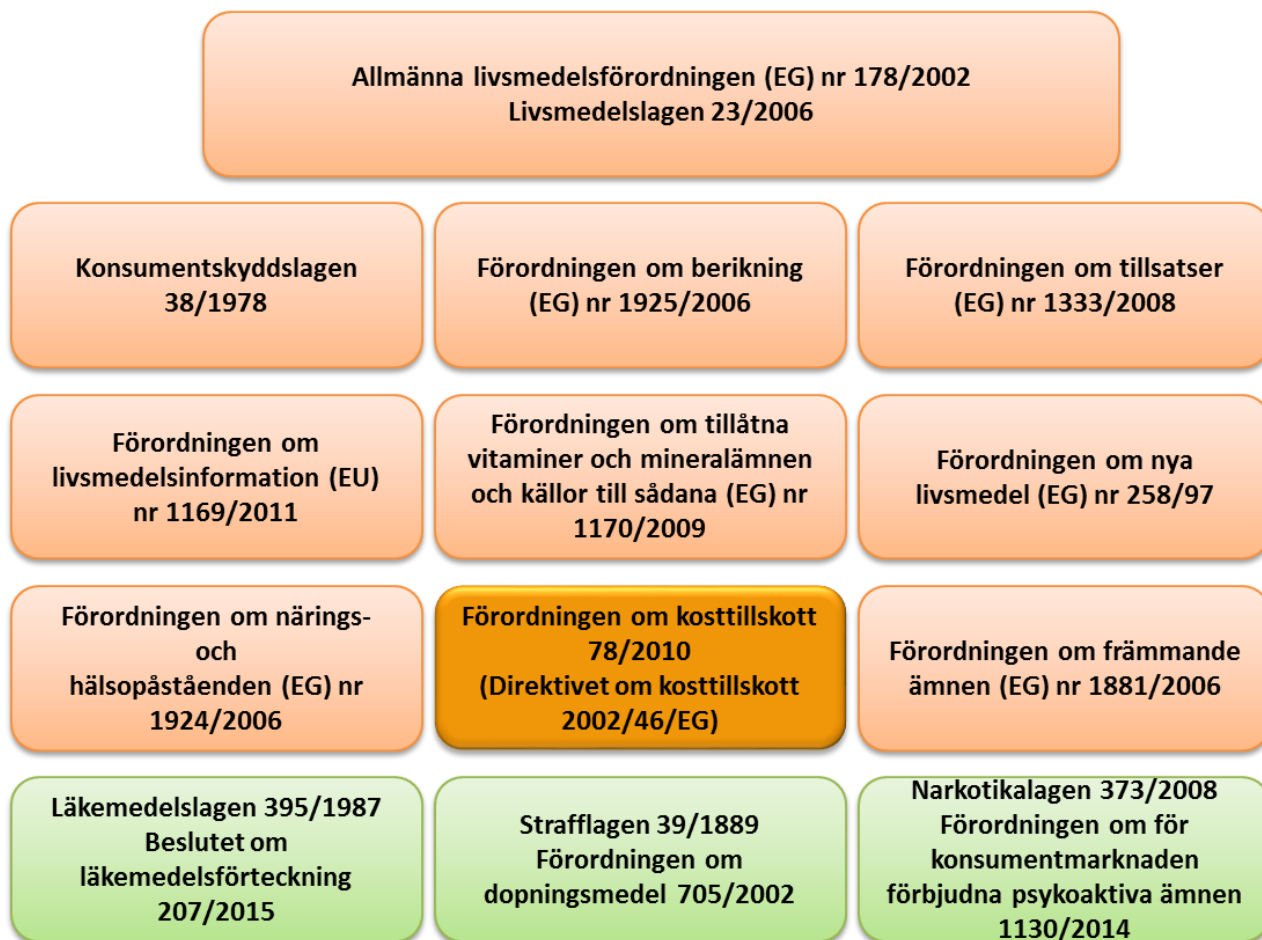 Allmänna livsmedelsförordningen (EG) nr 178/2002
Livsmedelslagen 23/2006
Konsumentskyddslagen
38/1978
Förordningen om berikning
(EG) nr 1925/2006
Förordningen om tillsatser
(EG) nr 1333/2008
Förordningen om
livsmedelsinformation (EU)
nr 1169/2011
Förordningen om tillåtna
vitaminer och mineralämnen
och källor till sådana (EG) nr
1170/2009
Förordningen om nya
livsmedel (EG) nr 258/97
Förordningen om närings-
och
hälsopåståenden (EG) nr
1924/2006
Förordningen om kosttillskott
78/2010
(Direktivet om kosttillskott
2002/46/EG)
Förordningen om främmande
ämnen (EG) nr 1881/2006
Läkemedelslagen 395/1987
Beslutet om
läkemedelsförteckning
207/2015
Strafflagen 39/1889
Förordningen om
dopningsmedel 705/2002
Narkotikalagen 373/2008
Förordningen om för
konsumentmarknaden
förbjudna psykoaktiva ämnen
1130/2014